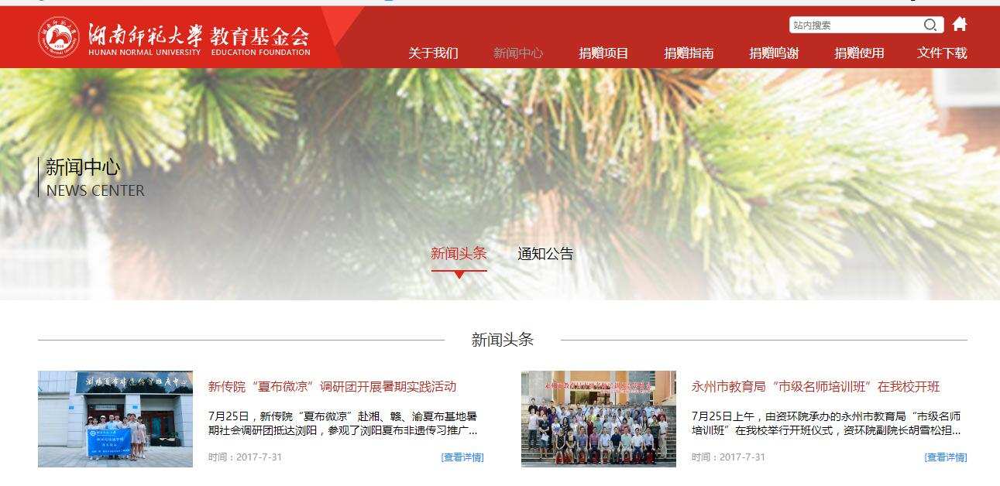 湖南师范大学 教育基金会
HUNAN NORMAL UNIVERSITY EDUCATION FOUNDATION
站内搜索
关于我们 新闻中心 捐赠项目 捐赠指南 捐赠鸣谢 捐赠使用 文件下载
新闻中心
NEWS CENTER
新闻头条 通知公告
新闻头条
新传院“夏布微凉”调研团开展暑期实践活动
7月25日，新传院“夏布微凉”赴湘、赣、渝夏布基地暑
期社会调研团抵达浏阳，参观了浏阳夏布非遗传习推广...
时间：2017-7-31 [查看详情]
永州市教育局“市级名师培训班”在我校开班
7月25日上午，由资环院承办的永州市教育局“市级名师
培训班”在我校举行开班仪式，资环院副院长胡雪松担...
时间：2017-7-31 [查看详情]